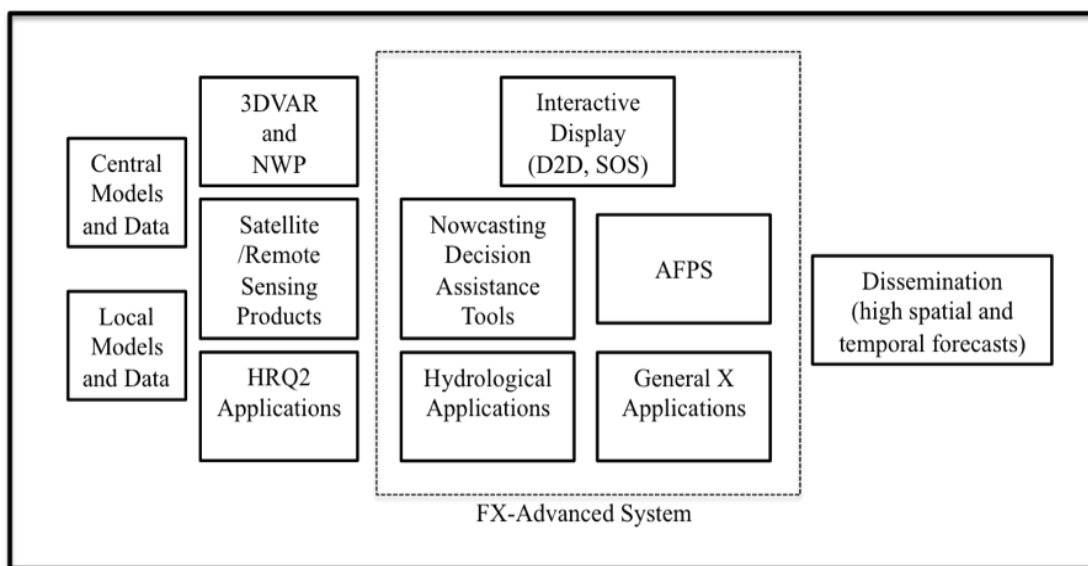 Central
Models
and Data
Local
Models
and Data
3DVAR
and
NWP
Satellite
/Remote
Sensing
Products
HRQ2
Applications
Interactive
Display
(D2D, SOS)
Nowcasting
Decision
Assistance
Tools
AFPS
Hydrological
Applications
General X
Applications
FX-Advanced System
Dissemination
(high spatial and
temporal forecasts)